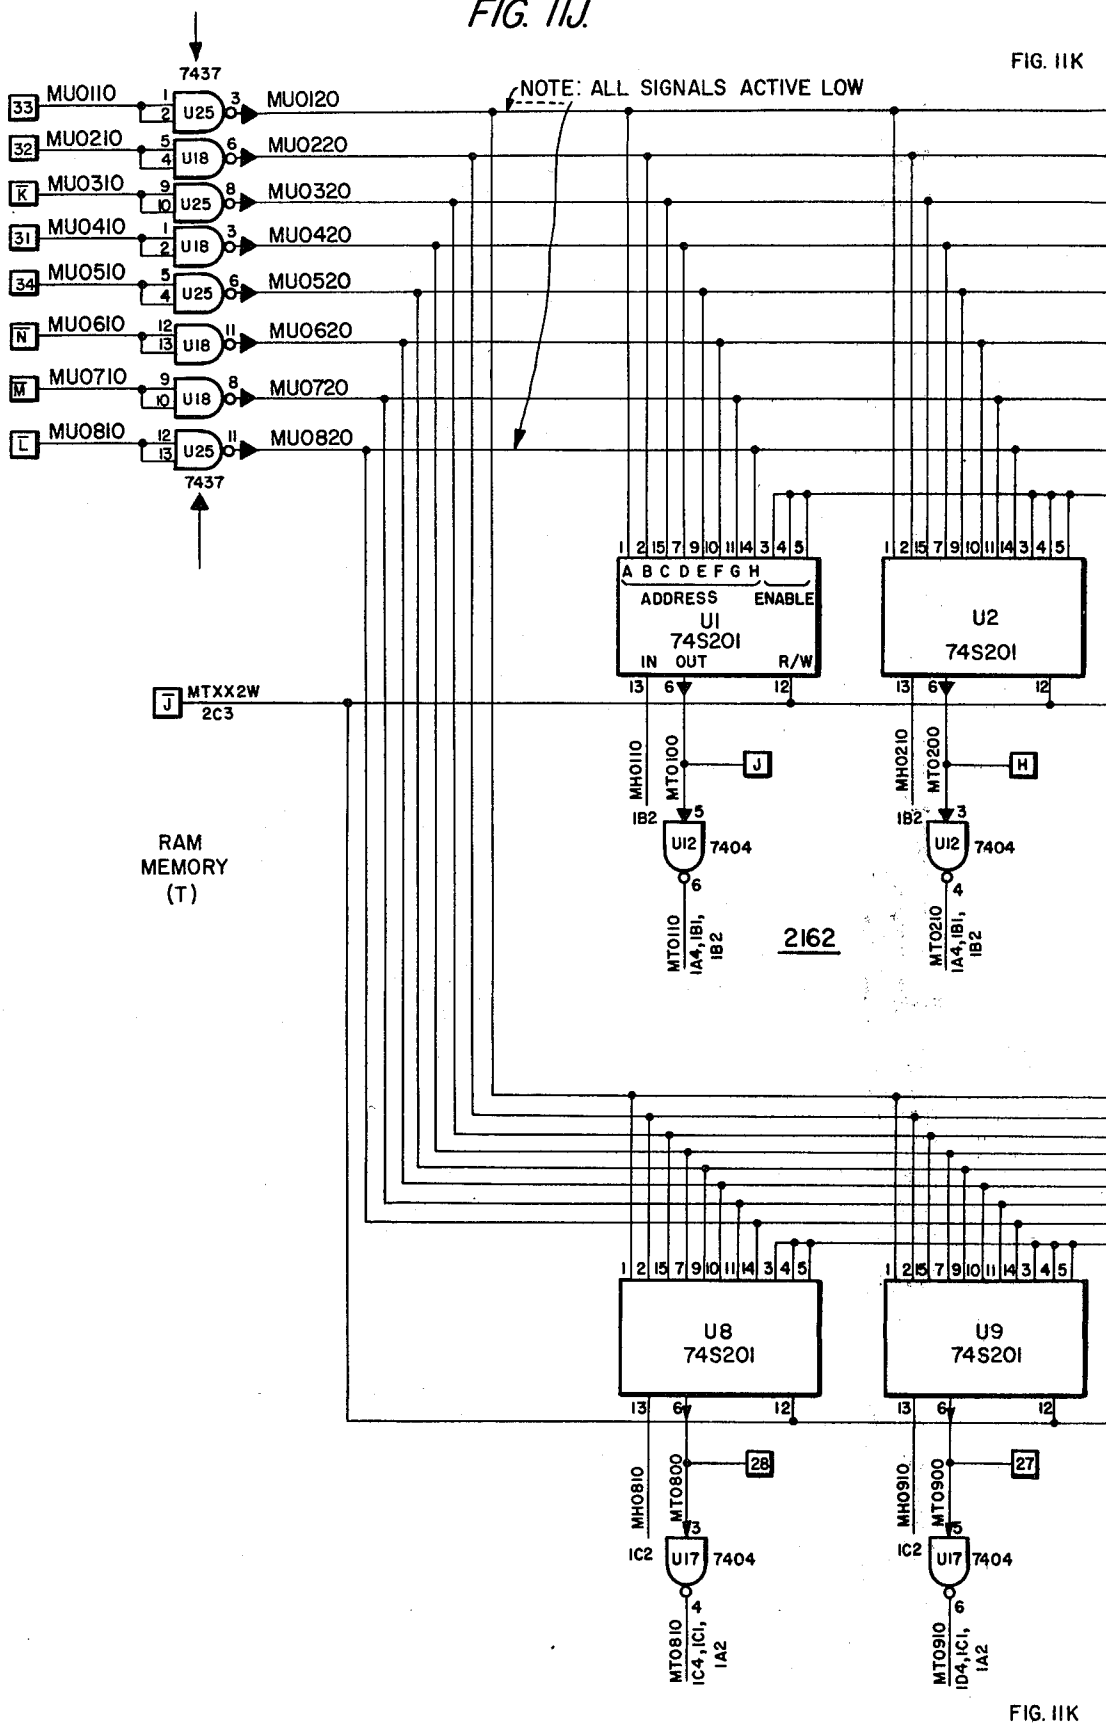 FIG. 11J.
FIG. 11K
7437
33 MU0110 1 2 U25 3 MU0120
NOTE: ALL SIGNALS ACTIVE LOW
32 MU0210 5 4 U18 6 MU0220
K MU0310 9 10 U25 8 MU0320
31 MU0410 1 2 U18 3 MU0420
34 MU0510 5 4 U25 6 MU0520
N MU0610 12 13 U18 11 MU0620
M MU0710 9 10 U18 8 MU0720
L MU0810 12 13 U25 11 MU0820
7437
1 2 15 7 9 10 11 14 3 4 5
1 2 15 7 9 10 11 14 3 4 5
A B C D E F G H
ADDRESS ENABLE
U1
74S201
IN OUT R/W
U2
74S201
13 6 12
13 6 12
J MTXX2W
2C3
MH0110
MT0100
J
MH0210
MT0200
H
1B2 5
U12 7404
6
1B2 3
U12 7404
4
RAM
MEMORY
(T)
MT0110
1A4,1B1,
1B2
2162
MT0210
1A4,1B1,
1B2
1 2 15 7 9 10 11 14 3 4 5
1 2 15 7 9 10 11 14 3 4 5
U8
74S201
U9
74S201
13 6 12
13 6 12
MH0810
MT0800
28
MH0910
MT0900
27
1C2 3
U17 7404
4
1C2 5
U17 7404
6
MT0810
1C4,1C1,
1A2
MT0910
1D4,1C1,
1A2
FIG. 11K